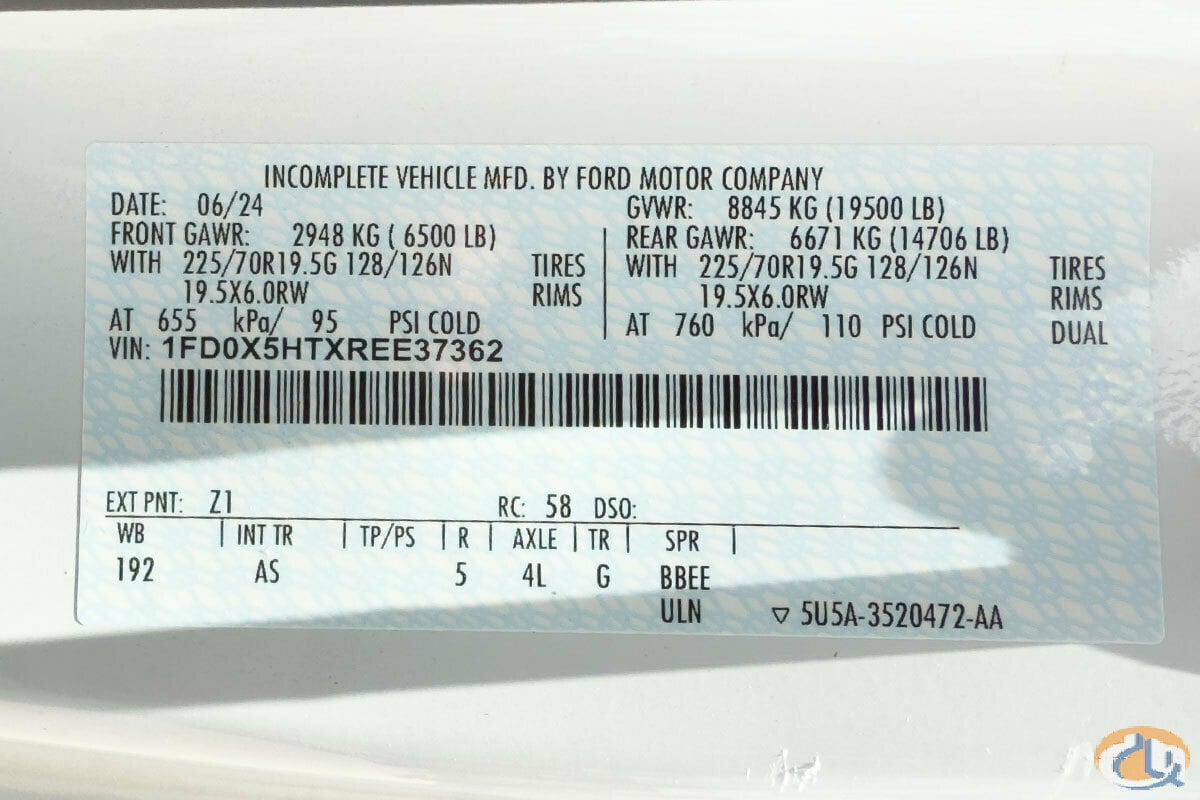 INCOMPLETE VEHICLE MFD. BY FORD MOTOR COMPANY
DATE: 06/24 GVWR: 8845 KG (19500 LB)
FRONT GAWR: 2948 KG ( 6500 LB) REAR GAWR: 6671 KG (14706 LB)
WITH 225/70R19.5G 128/126N TIRES WITH 225/70R19.5G 128/126N TIRES
19.5X6.0RW RIMS 19.5X6.0RW RIMS
AT 655 kPa/ 95 PSI COLD AT 760 kPa/ 110 PSI COLD DUAL
VIN: 1FD0X5HTXREE37362
EXT PNT: Z1 RC: 58 DSO:
WB INT TR TP/PS R AXLE TR SPR
192 AS 5 4L G BBEE
ULN ▽ 5U5A-3520472-AA